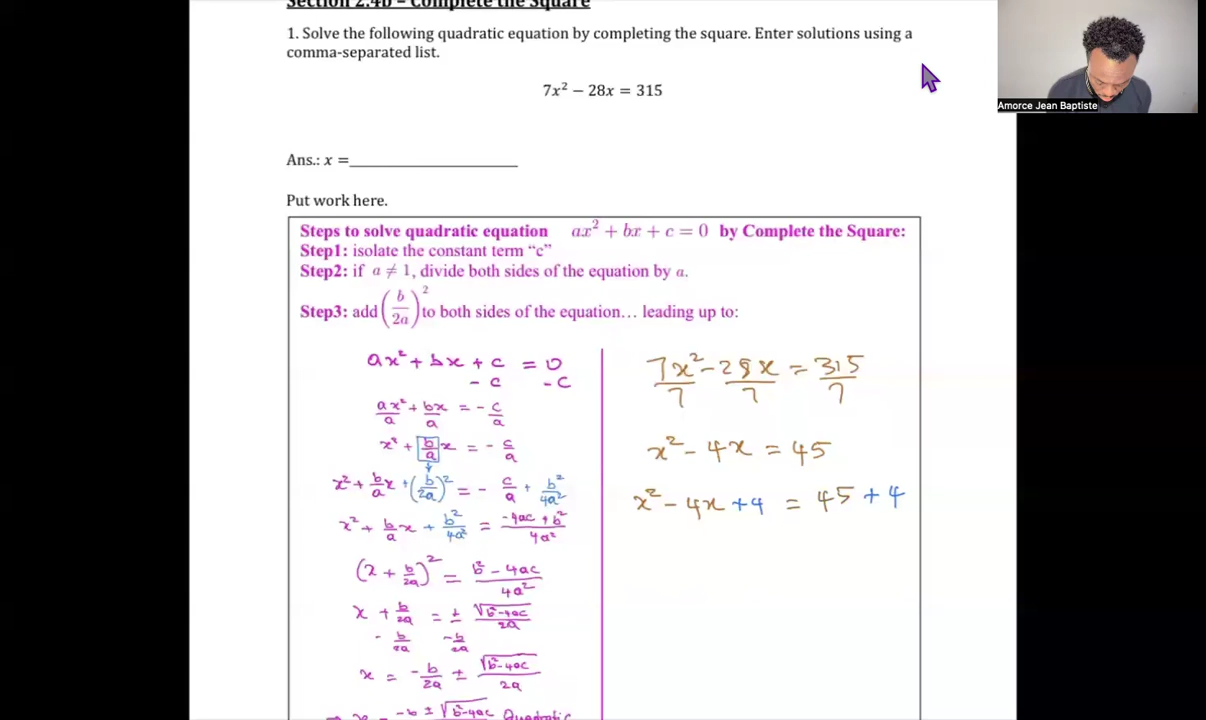 Section 2.4b – Complete the Square
1. Solve the following quadratic equation by completing the square. Enter solutions using a
comma-separated list.
7x² − 28x = 315
Amorce Jean Baptiste
Ans.: x =_______________
Put work here.
Steps to solve quadratic equation ax² + bx + c = 0 by Complete the Square:
Step1: isolate the constant term “c”
Step2: if a ≠ 1, divide both sides of the equation by a.
Step3: add (b/2a)² to both sides of the equation… leading up to:
ax² + bx + c = 0
- c - c
ax²/a + bx/a = - c/a
x² + b/a x = - c/a
x² + b/a x + (b/2a)² = - c/a + b²/4a²
x² + b/a x + b²/4a² = -4ac + b²/4a²
(x + b/2a)² = b² - 4ac/4a²
x + b/2a = ± √b²-4ac/2a
- b/2a - b/2a
x = - b/2a ± √b²-4ac/2a
⇒ x = -b ± √b²-4ac Quadratic
7x²/7 - 28x/7 = 315/7
x² - 4x = 45
x² - 4x + 4 = 45 + 4